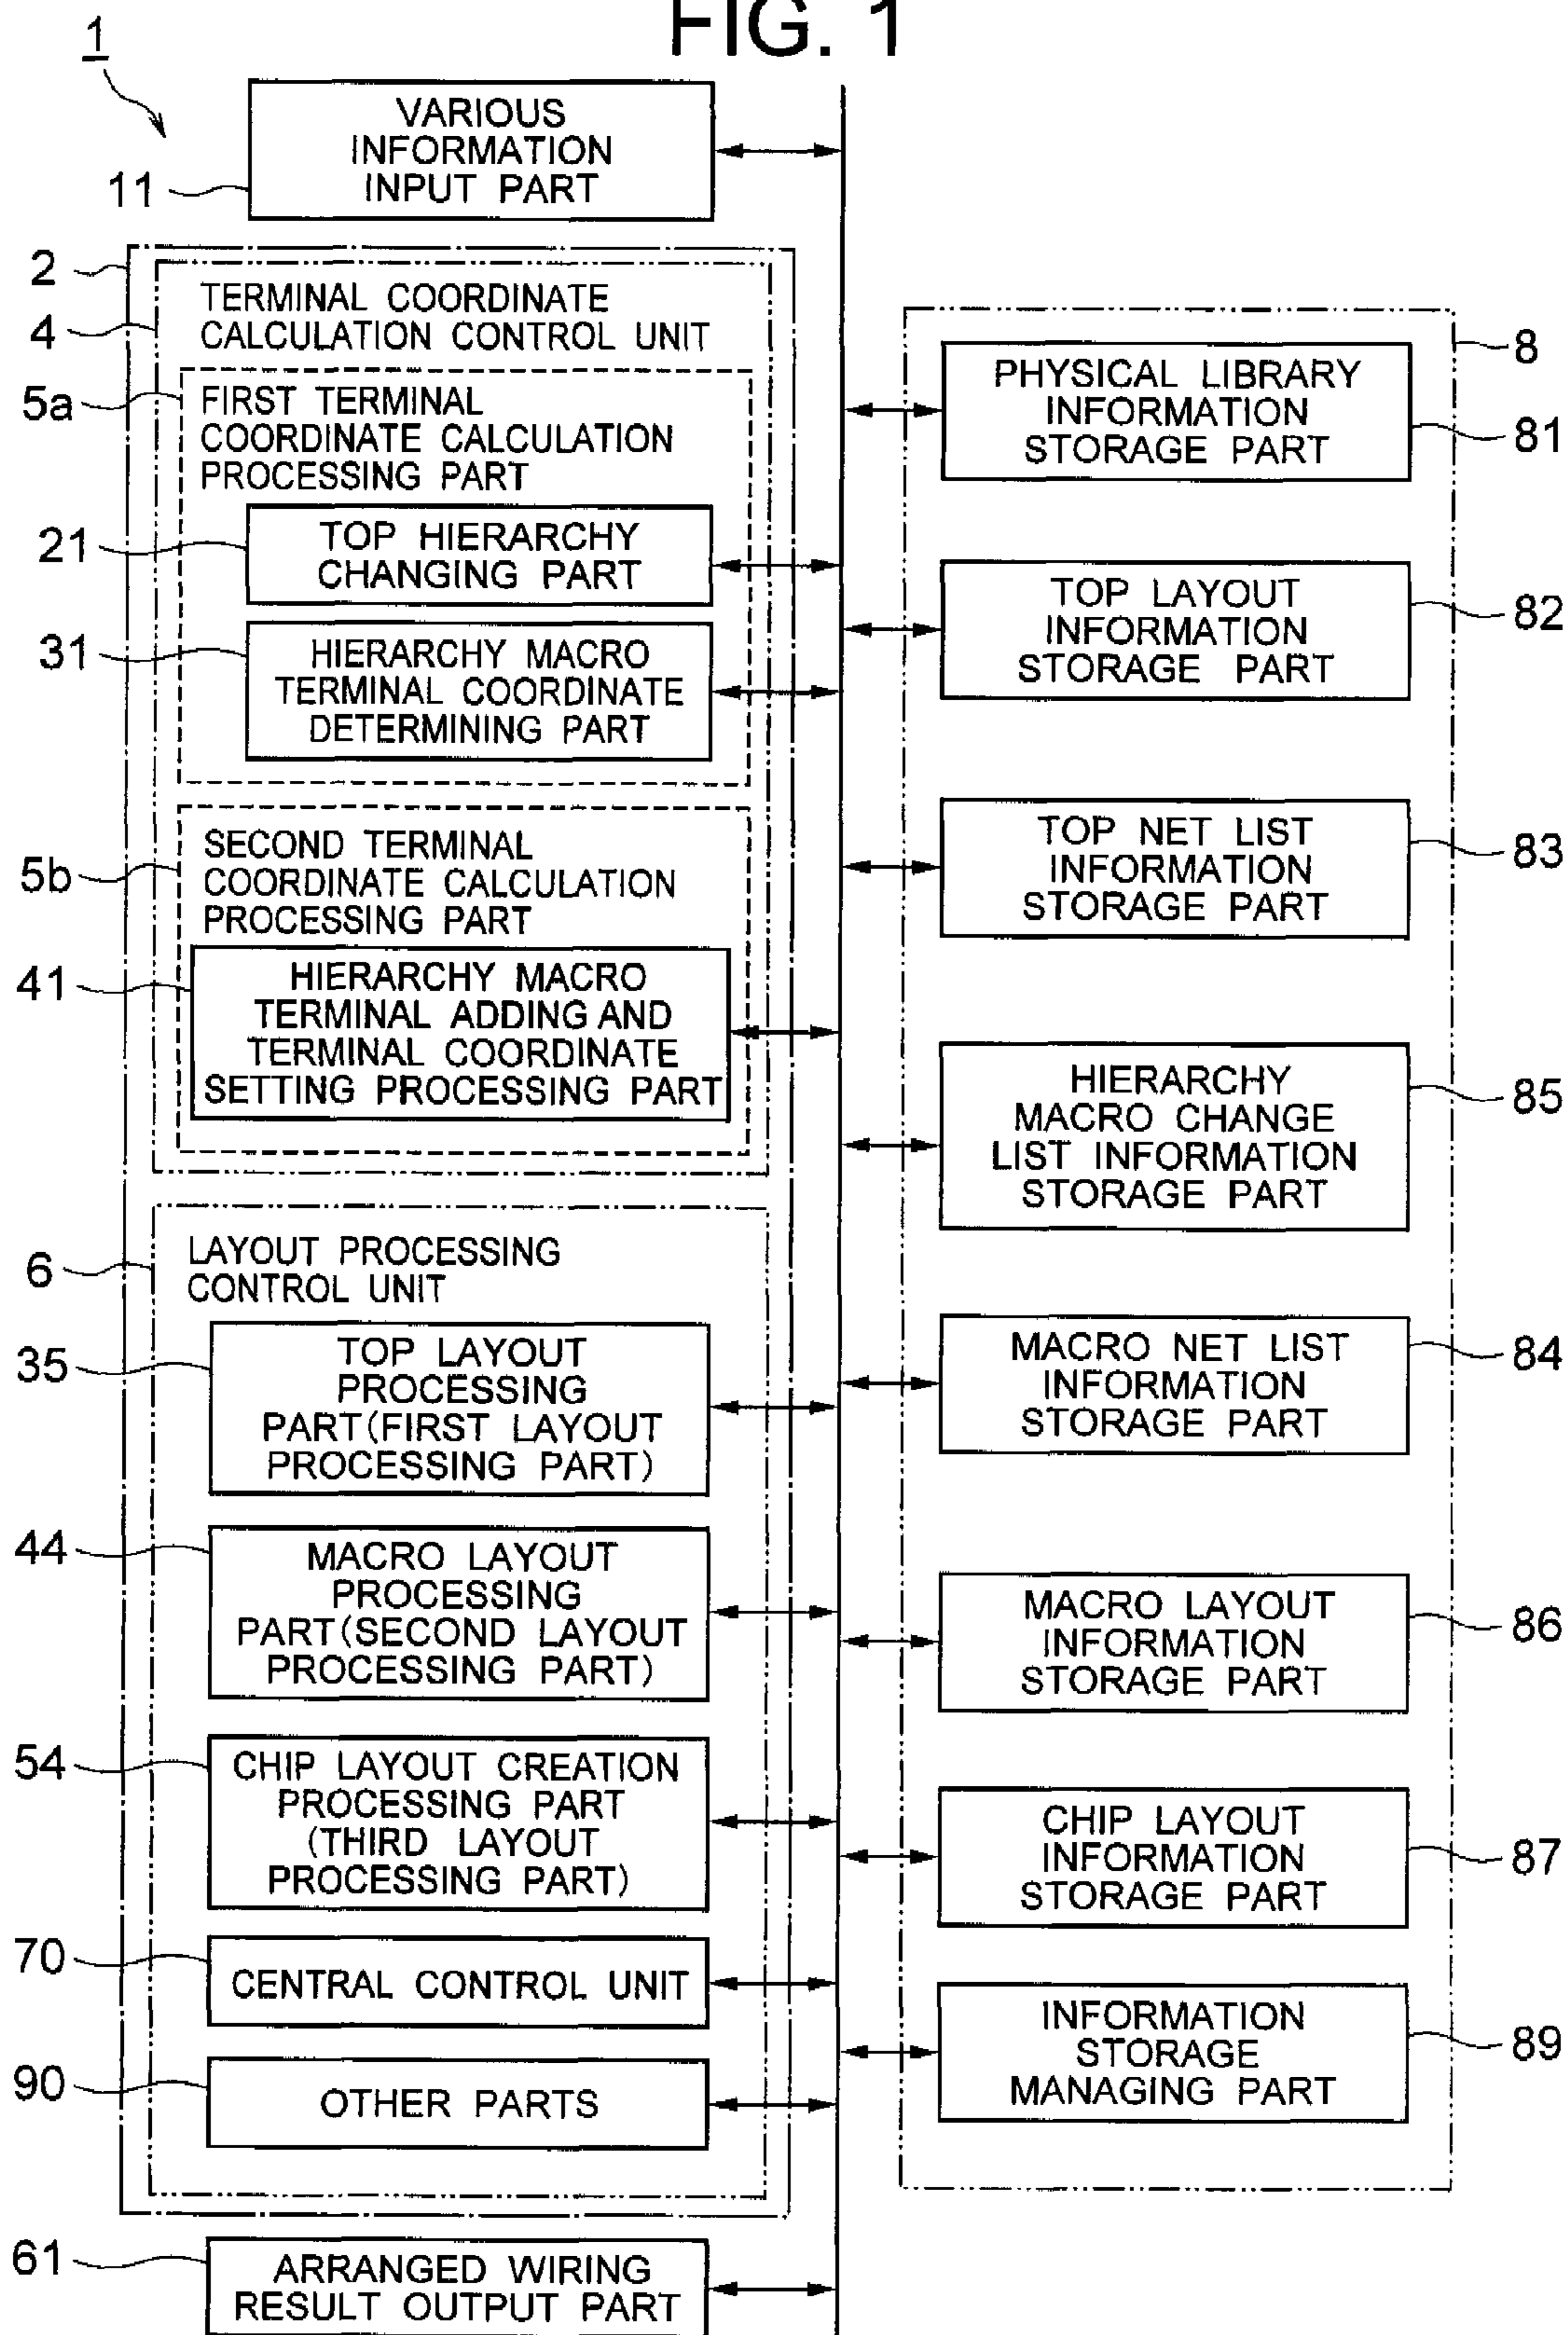 FIG. 1
1
VARIOUS
INFORMATION
INPUT PART
11
2
4
TERMINAL COORDINATE
CALCULATION CONTROL UNIT
5a
FIRST TERMINAL
COORDINATE CALCULATION
PROCESSING PART
21
TOP HIERARCHY
CHANGING PART
31
HIERARCHY MACRO
TERMINAL COORDINATE
DETERMINING PART
5b
SECOND TERMINAL
COORDINATE CALCULATION
PROCESSING PART
41
HIERARCHY MACRO
TERMINAL ADDING AND
TERMINAL COORDINATE
SETTING PROCESSING PART
6
LAYOUT PROCESSING
CONTROL UNIT
35
TOP LAYOUT
PROCESSING
PART(FIRST LAYOUT
PROCESSING PART)
44
MACRO LAYOUT
PROCESSING
PART(SECOND LAYOUT
PROCESSING PART)
54
CHIP LAYOUT CREATION
PROCESSING PART
(THIRD LAYOUT
PROCESSING PART)
70
CENTRAL CONTROL UNIT
90
OTHER PARTS
61
ARRANGED WIRING
RESULT OUTPUT PART
8
PHYSICAL LIBRARY
INFORMATION
STORAGE PART
81
TOP LAYOUT
INFORMATION
STORAGE PART
82
TOP NET LIST
INFORMATION
STORAGE PART
83
HIERARCHY
MACRO CHANGE
LIST INFORMATION
STORAGE PART
85
MACRO NET LIST
INFORMATION
STORAGE PART
84
MACRO LAYOUT
INFORMATION
STORAGE PART
86
CHIP LAYOUT
INFORMATION
STORAGE PART
87
INFORMATION
STORAGE
MANAGING PART
89